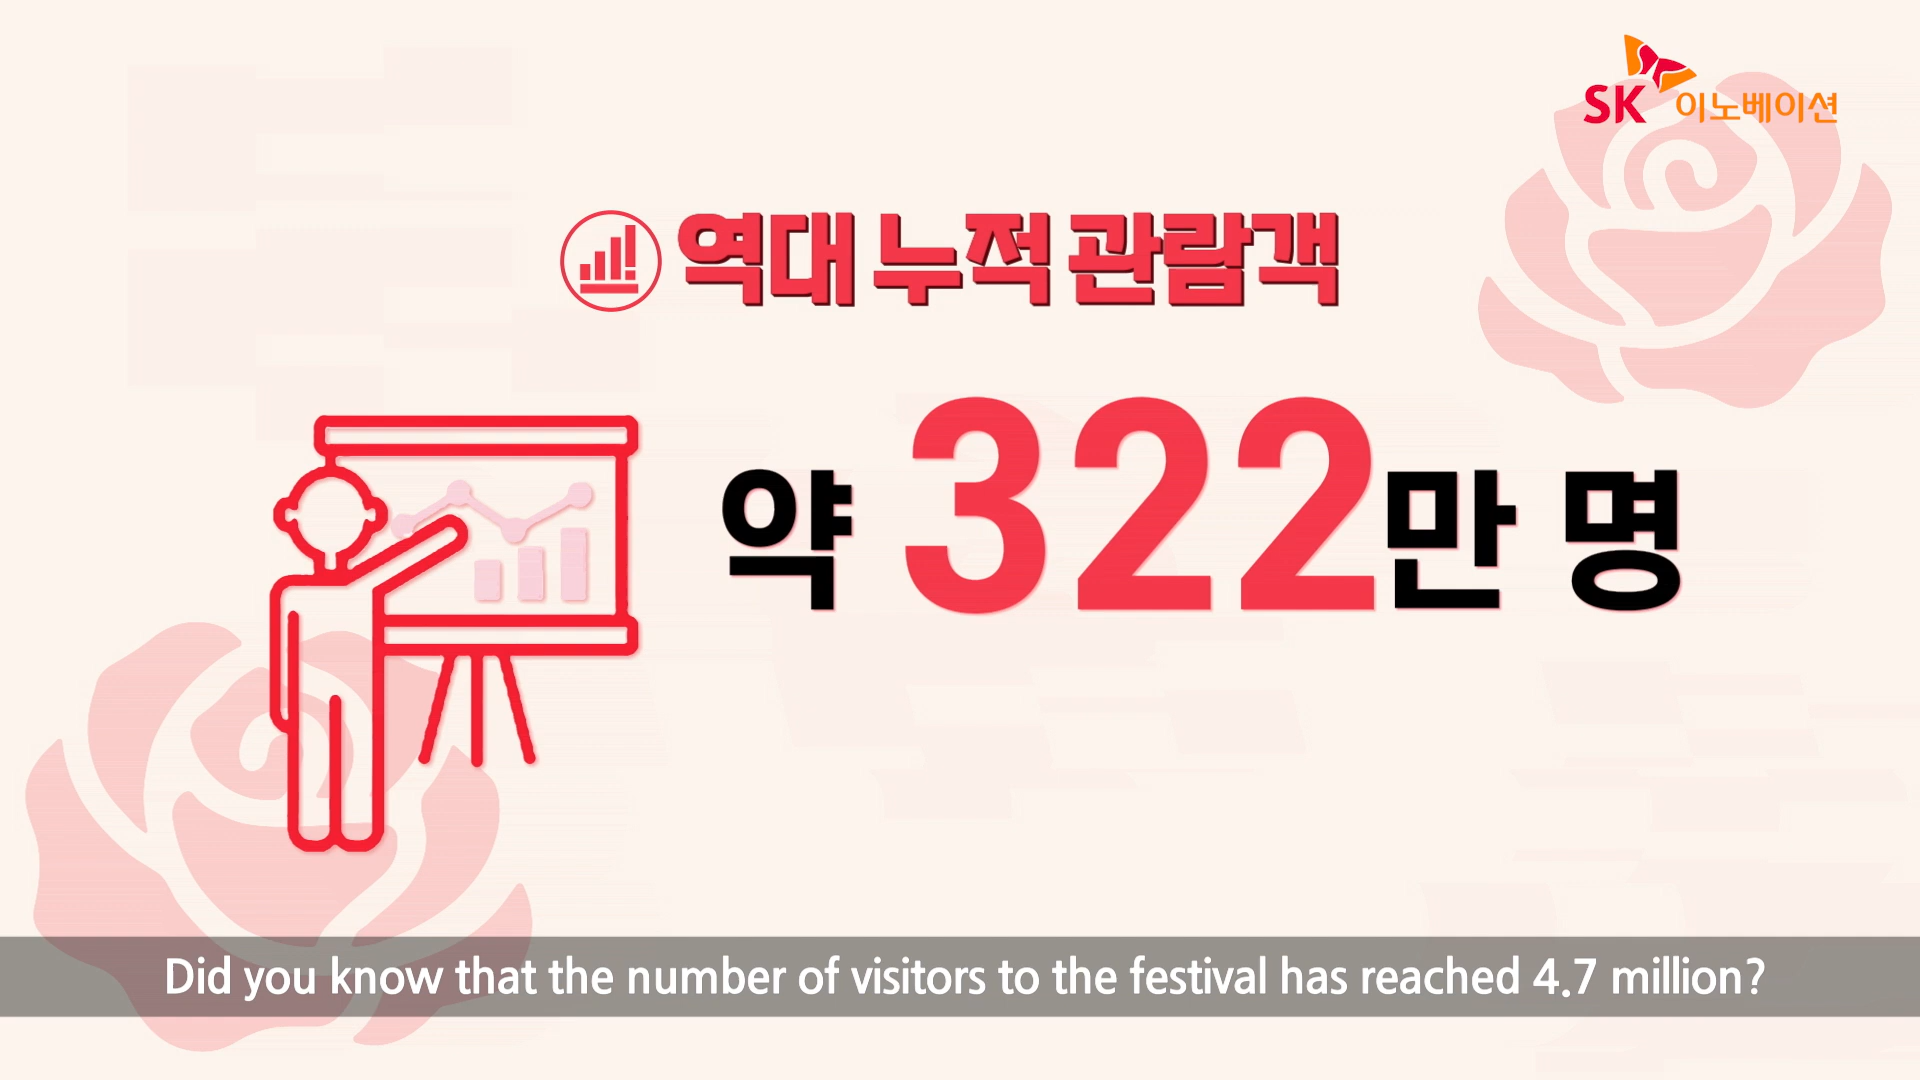 SK 이노베이션
역대 누적 관람객
약 322만 명
Did you know that the number of visitors to the festival has reached 4.7 million?